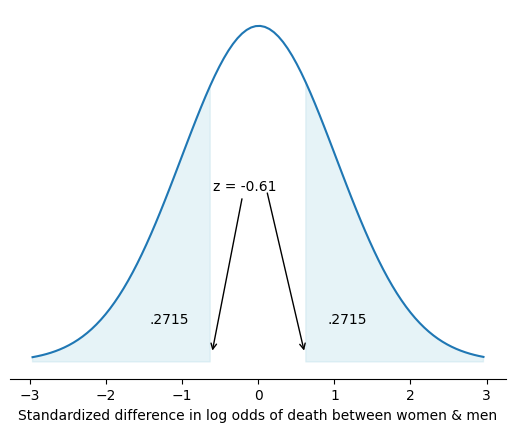 z = -0.61
.2715 .2715
−3 −2 −1 0 1 2 3
Standardized difference in log odds of death between women & men